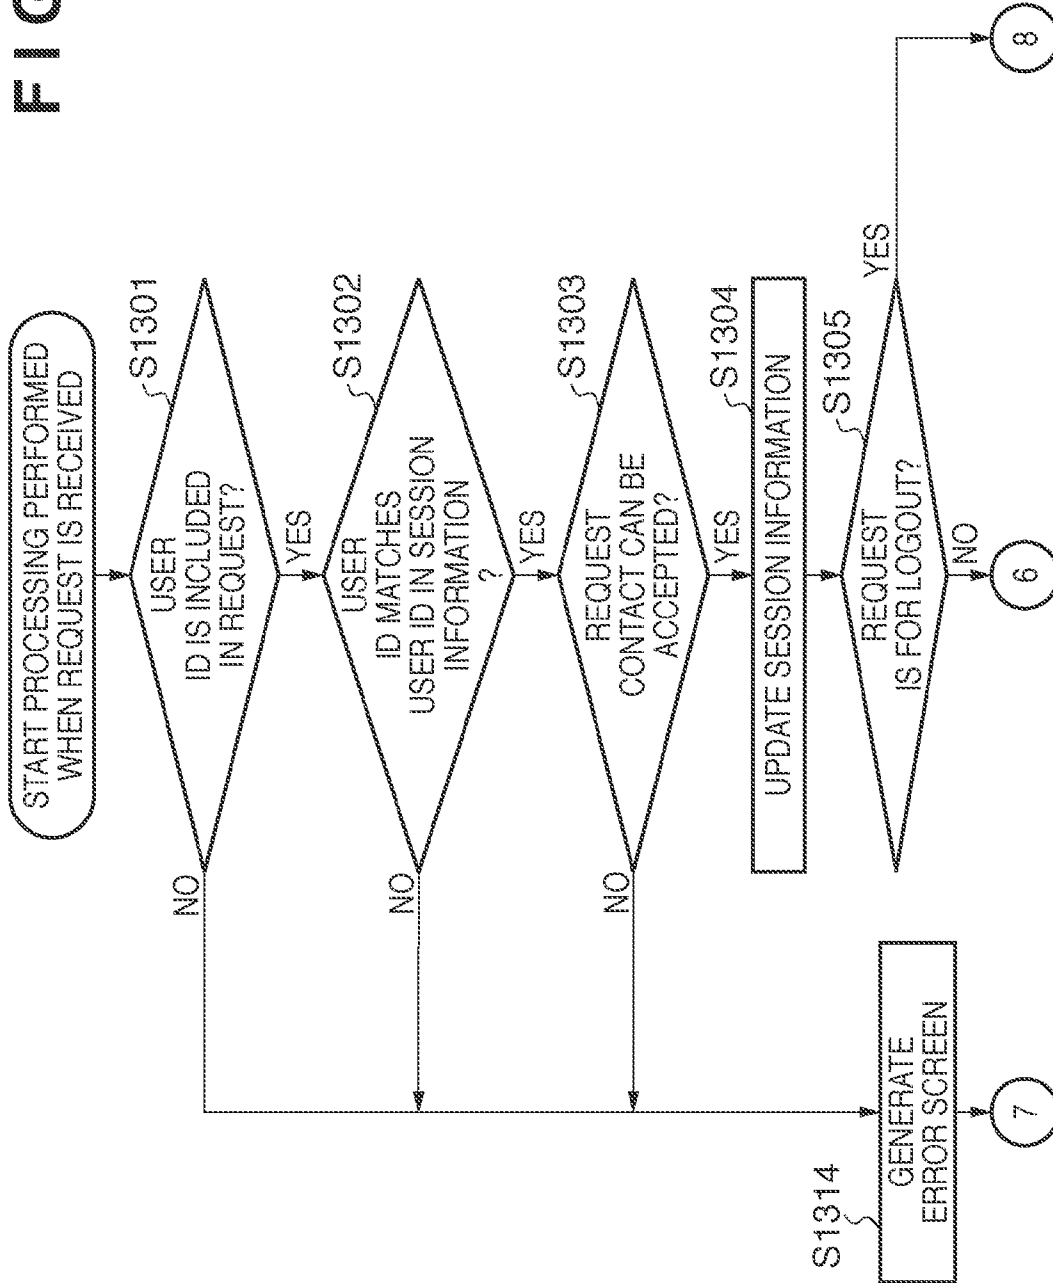 FIG
START PROCESSING PERFORMED
WHEN REQUEST IS RECEIVED
S1301
USER
ID IS INCLUDED
IN REQUEST?
NO
YES
S1302
USER
ID MATCHES
USER ID IN SESSION
INFORMATION
?
NO
YES
S1303
REQUEST
CONTACT CAN BE
ACCEPTED?
NO
YES
S1304
UPDATE SESSION INFORMATION
S1305
REQUEST
IS FOR LOGOUT?
YES
NO
S1314
GENERATE
ERROR SCREEN
7
6
8